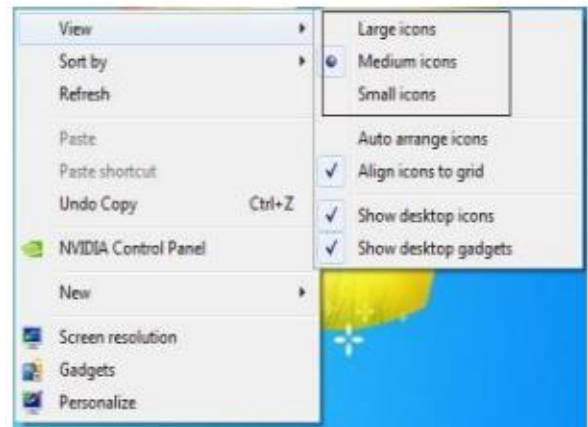 View
Sort by
Refresh
Paste
Paste shortcut
Undo Copy Ctrl+Z
NVIDIA Control Panel
New
Screen resolution
Gadgets
Personalize
Large icons
Medium icons
Small icons
Auto arrange icons
Align icons to grid
Show desktop icons
Show desktop gadgets